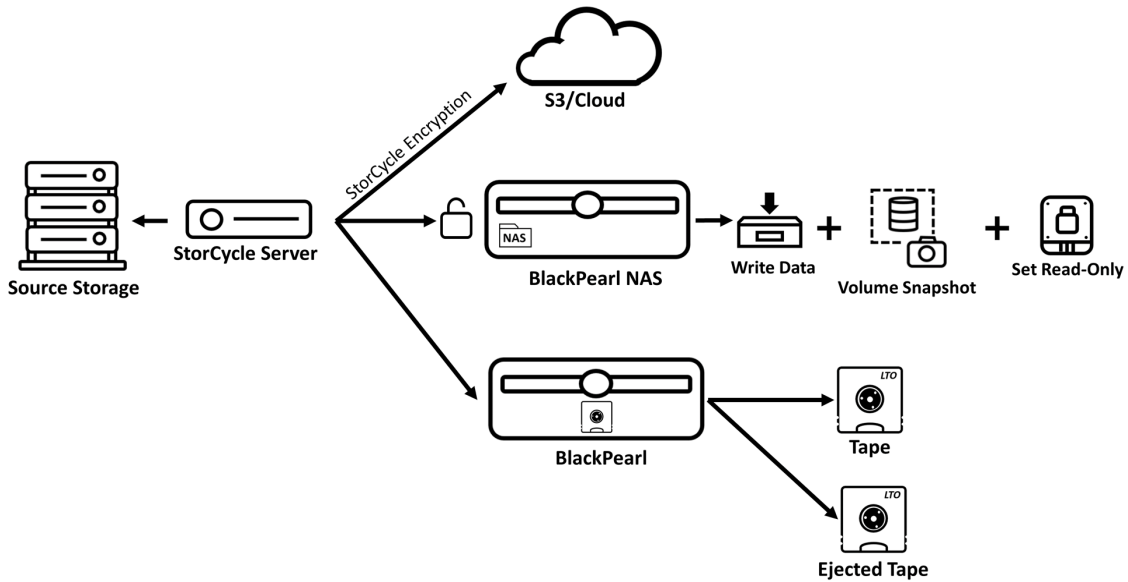 S3/Cloud
StorCycle Encryption
NAS
StorCycle Server
Write Data
Source Storage
BlackPearl NAS
Volume Snapshot
Set Read-Only
LTO
BlackPearl
Tape
LTO
Ejected Tape